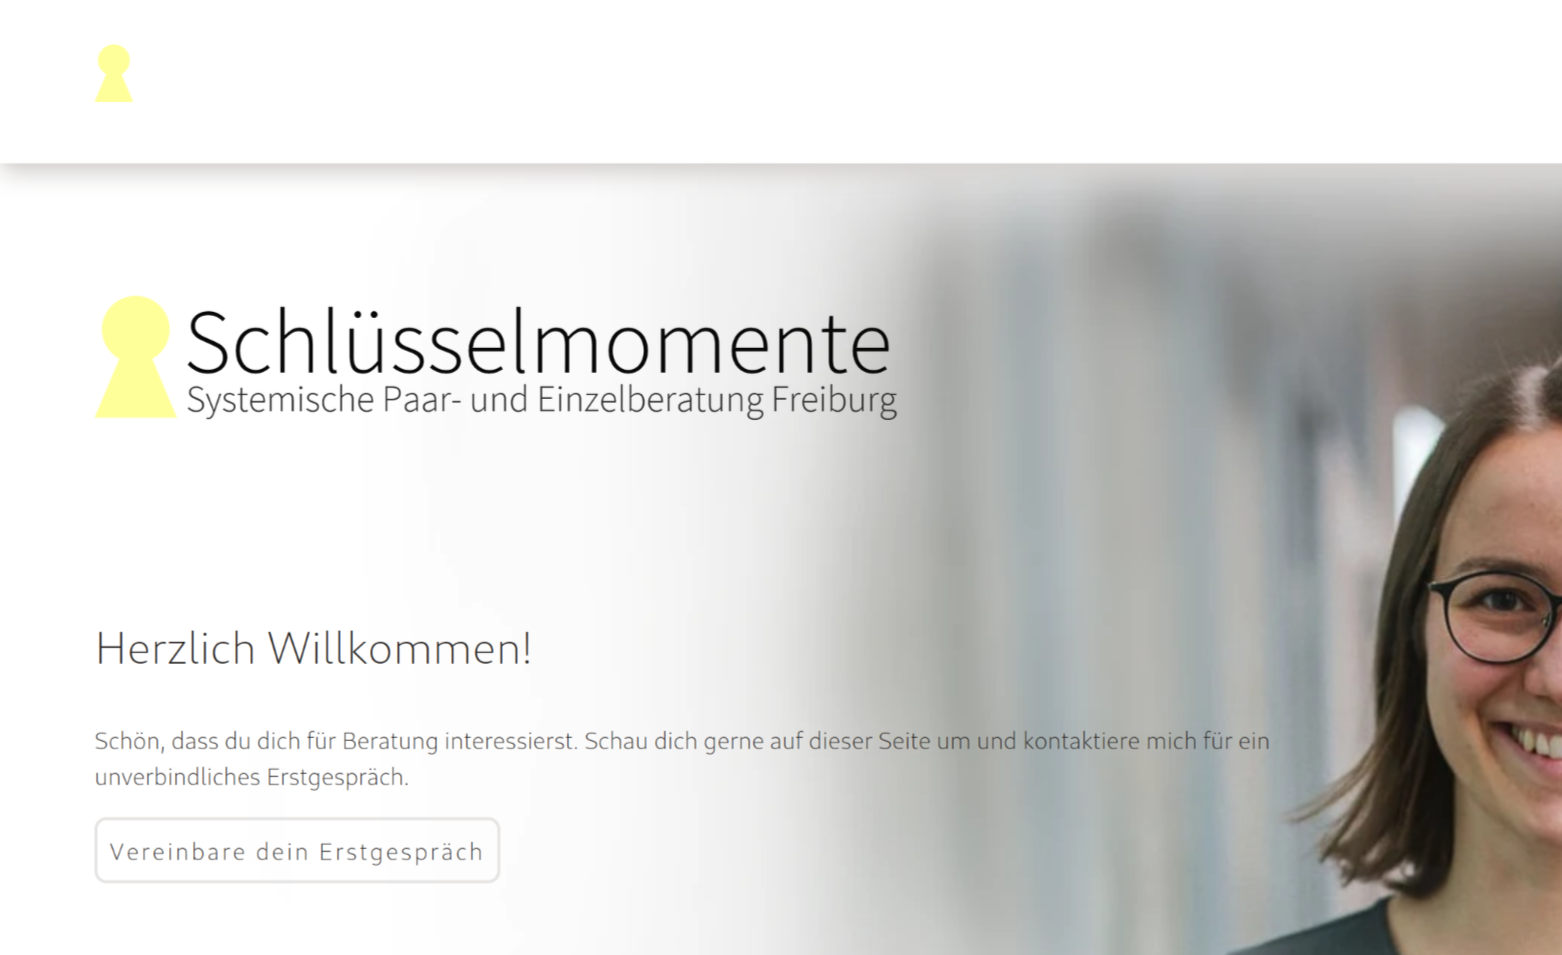 Schlüsselmomente
Systemische Paar- und Einzelberatung Freiburg
Herzlich Willkommen!
Schön, dass du dich für Beratung interessierst. Schau dich gerne auf dieser Seite um und kontaktiere mich für ein
unverbindliches Erstgespräch.
Vereinbare dein Erstgespräch